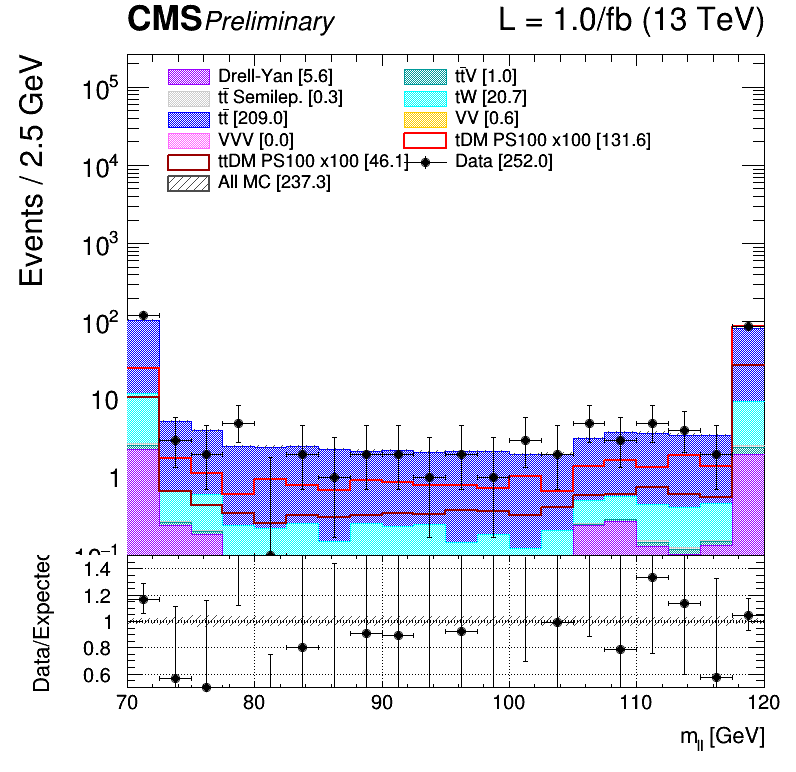 CMS Preliminary L = 1.0/fb (13 TeV)
Events / 2.5 GeV
Drell-Yan [5.6] tt̄V [1.0]
tt̄ Semilep. [0.3] tW [20.7]
tt̄ [209.0] VV [0.6]
VVV [0.0] tDM PS100 x100 [131.6]
ttDM PS100 x100 [46.1] Data [252.0]
All MC [237.3]
10⁵
10⁴
10³
10²
10
1
10⁻¹
Data/Expected
1.4
1.2
1
0.8
0.6
70 80 90 100 110 120
m_ll [GeV]